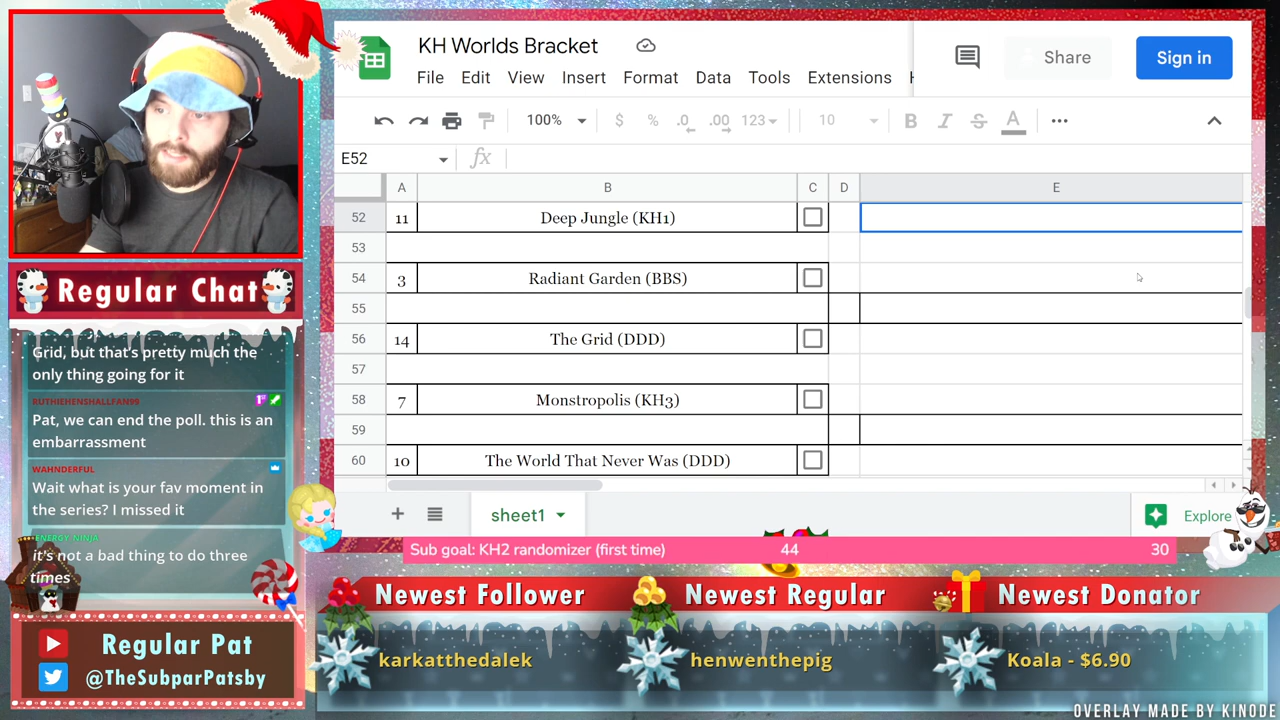 KH Worlds Bracket
File Edit View Insert Format Data Tools Extensions
Share
Sign in
100% $ % .0 .00 123 10 B I S A
E52
fx
A B C D E
52 11 Deep Jungle (KH1)
53
54 3 Radiant Garden (BBS)
55
56 14 The Grid (DDD)
57
58 7 Monstropolis (KH3)
59
60 10 The World That Never Was (DDD)
sheet1
Explore
Regular Chat
Grid, but that's pretty much the
only thing going for it
RUTHIEHENSHALLFAN99
Pat, we can end the poll. this is an
embarrassment
WAHNDERFUL
Wait what is your fav moment in
the series? I missed it
ENERGY_NINJA
it's not a bad thing to do three
times
Regular Pat
@TheSubparPatsby
Sub goal: KH2 randomizer (first time) 44 30
Newest Follower
karkatthedalek
Newest Regular
henwenthepig
Newest Donator
Koala - $6.90
OVERLAY MADE BY KINODE